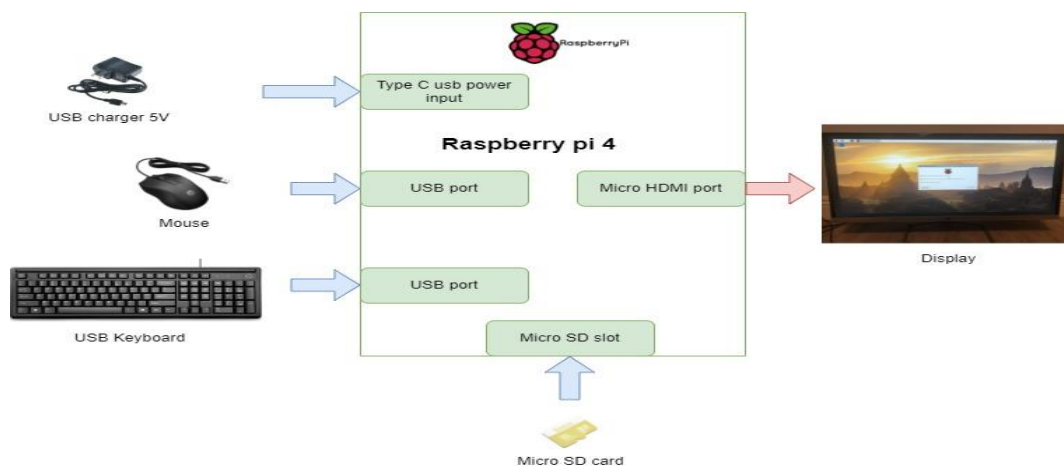 RaspberryPi
Type C usb power
input
USB charger 5V
Raspberry pi 4
USB port
Micro HDMI port
Mouse
Display
USB port
USB Keyboard
Micro SD slot
Micro SD card